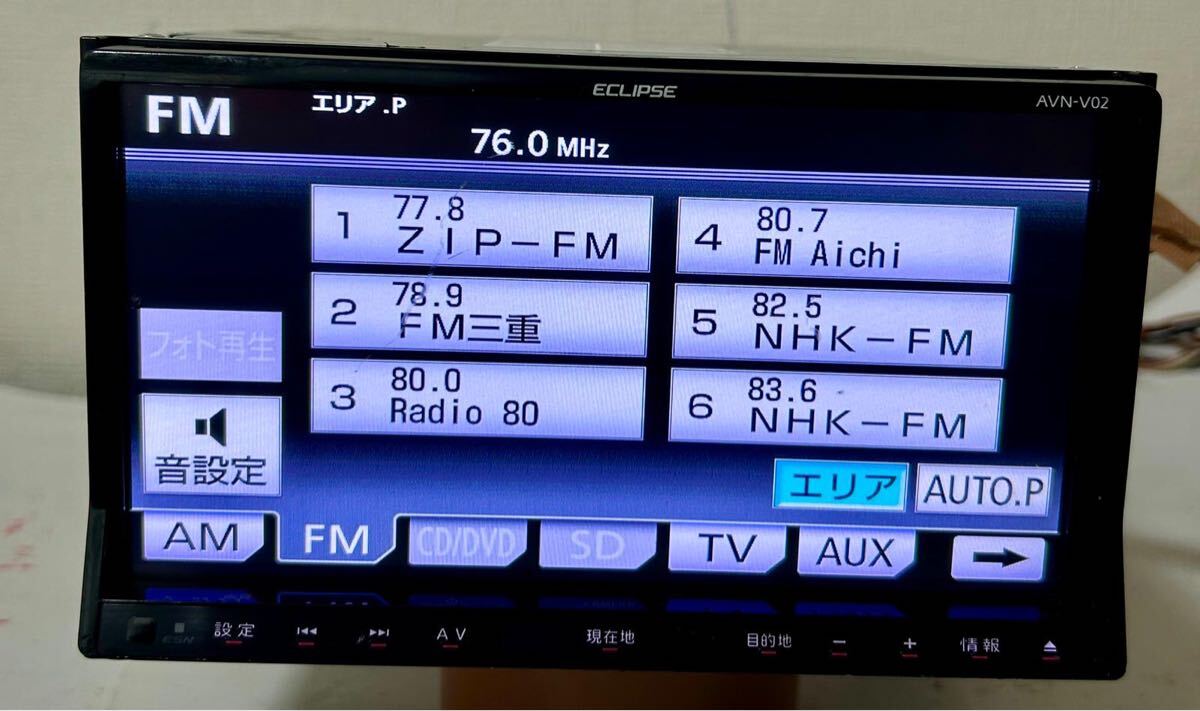 ECLIPSE
AVN-V02
FM
エリア.P
76.0 MHz
1 77.8
ZIP-FM
2 78.9
FM三重
3 80.0
Radio 80
4 80.7
FM Aichi
5 82.5
NHK-FM
6 83.6
NHK-FM
フォト再生
音設定
エリア
AUTO.P
AM
FM
CD/DVD
SD
TV
AUX
ESN
設定
AV
現在地
目的地
−
+
情報